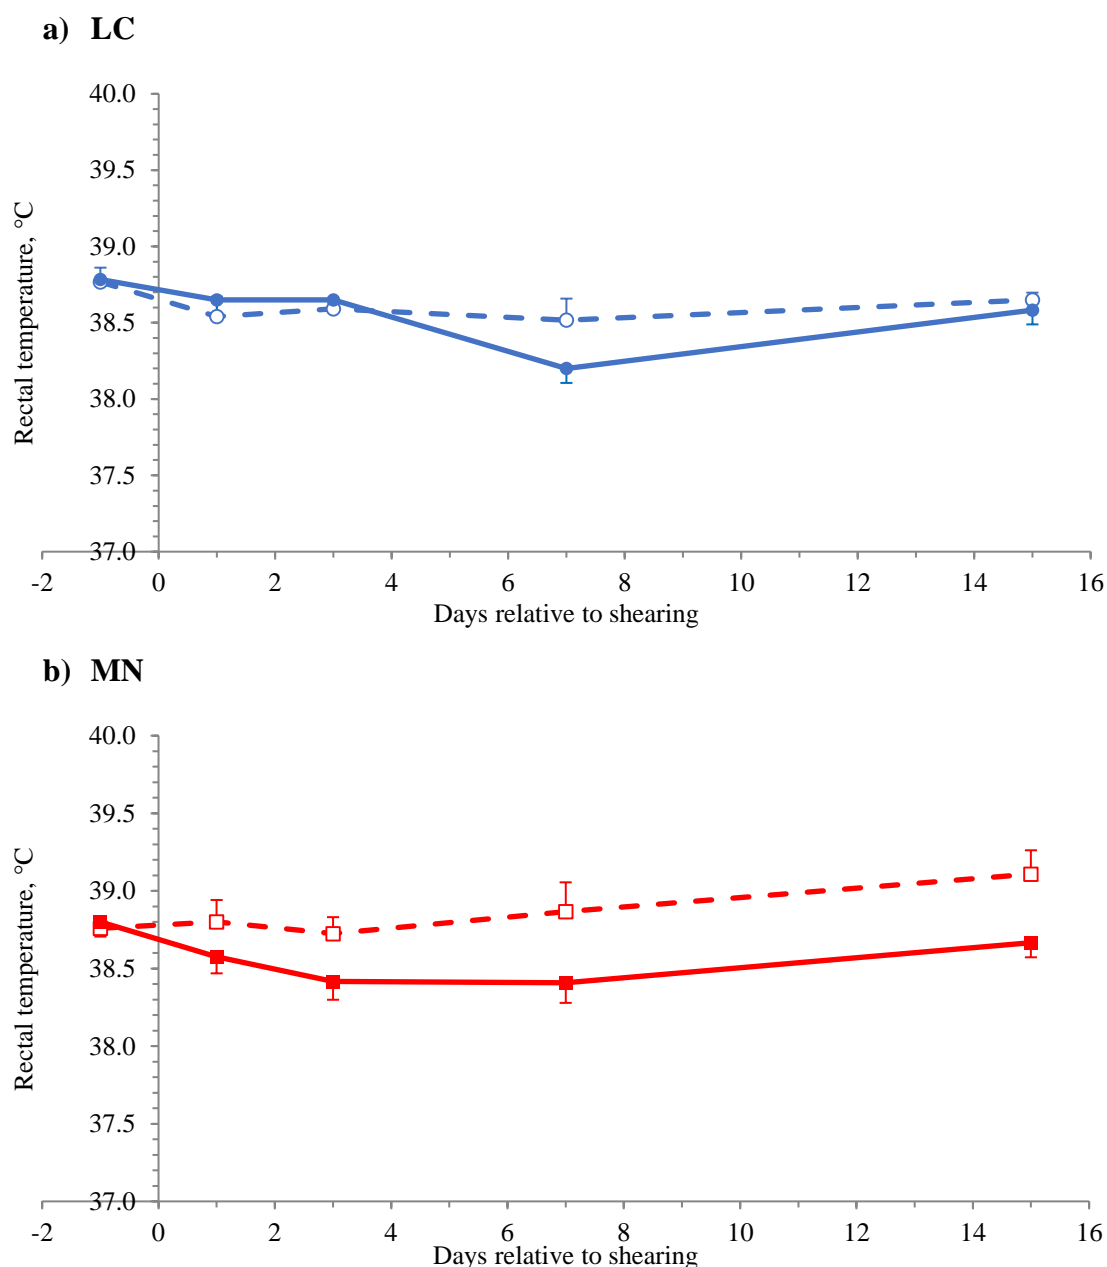 a) LC
40.0
39.5
39.0
38.5
38.0
37.5
37.0
-2 0 2 4 6 8 10 12 14 16
Rectal temperature, °C
Days relative to shearing
b) MN
40.0
39.5
39.0
38.5
38.0
37.5
37.0
-2 0 2 4 6 8 10 12 14 16
Rectal temperature, °C
Days relative to shearing